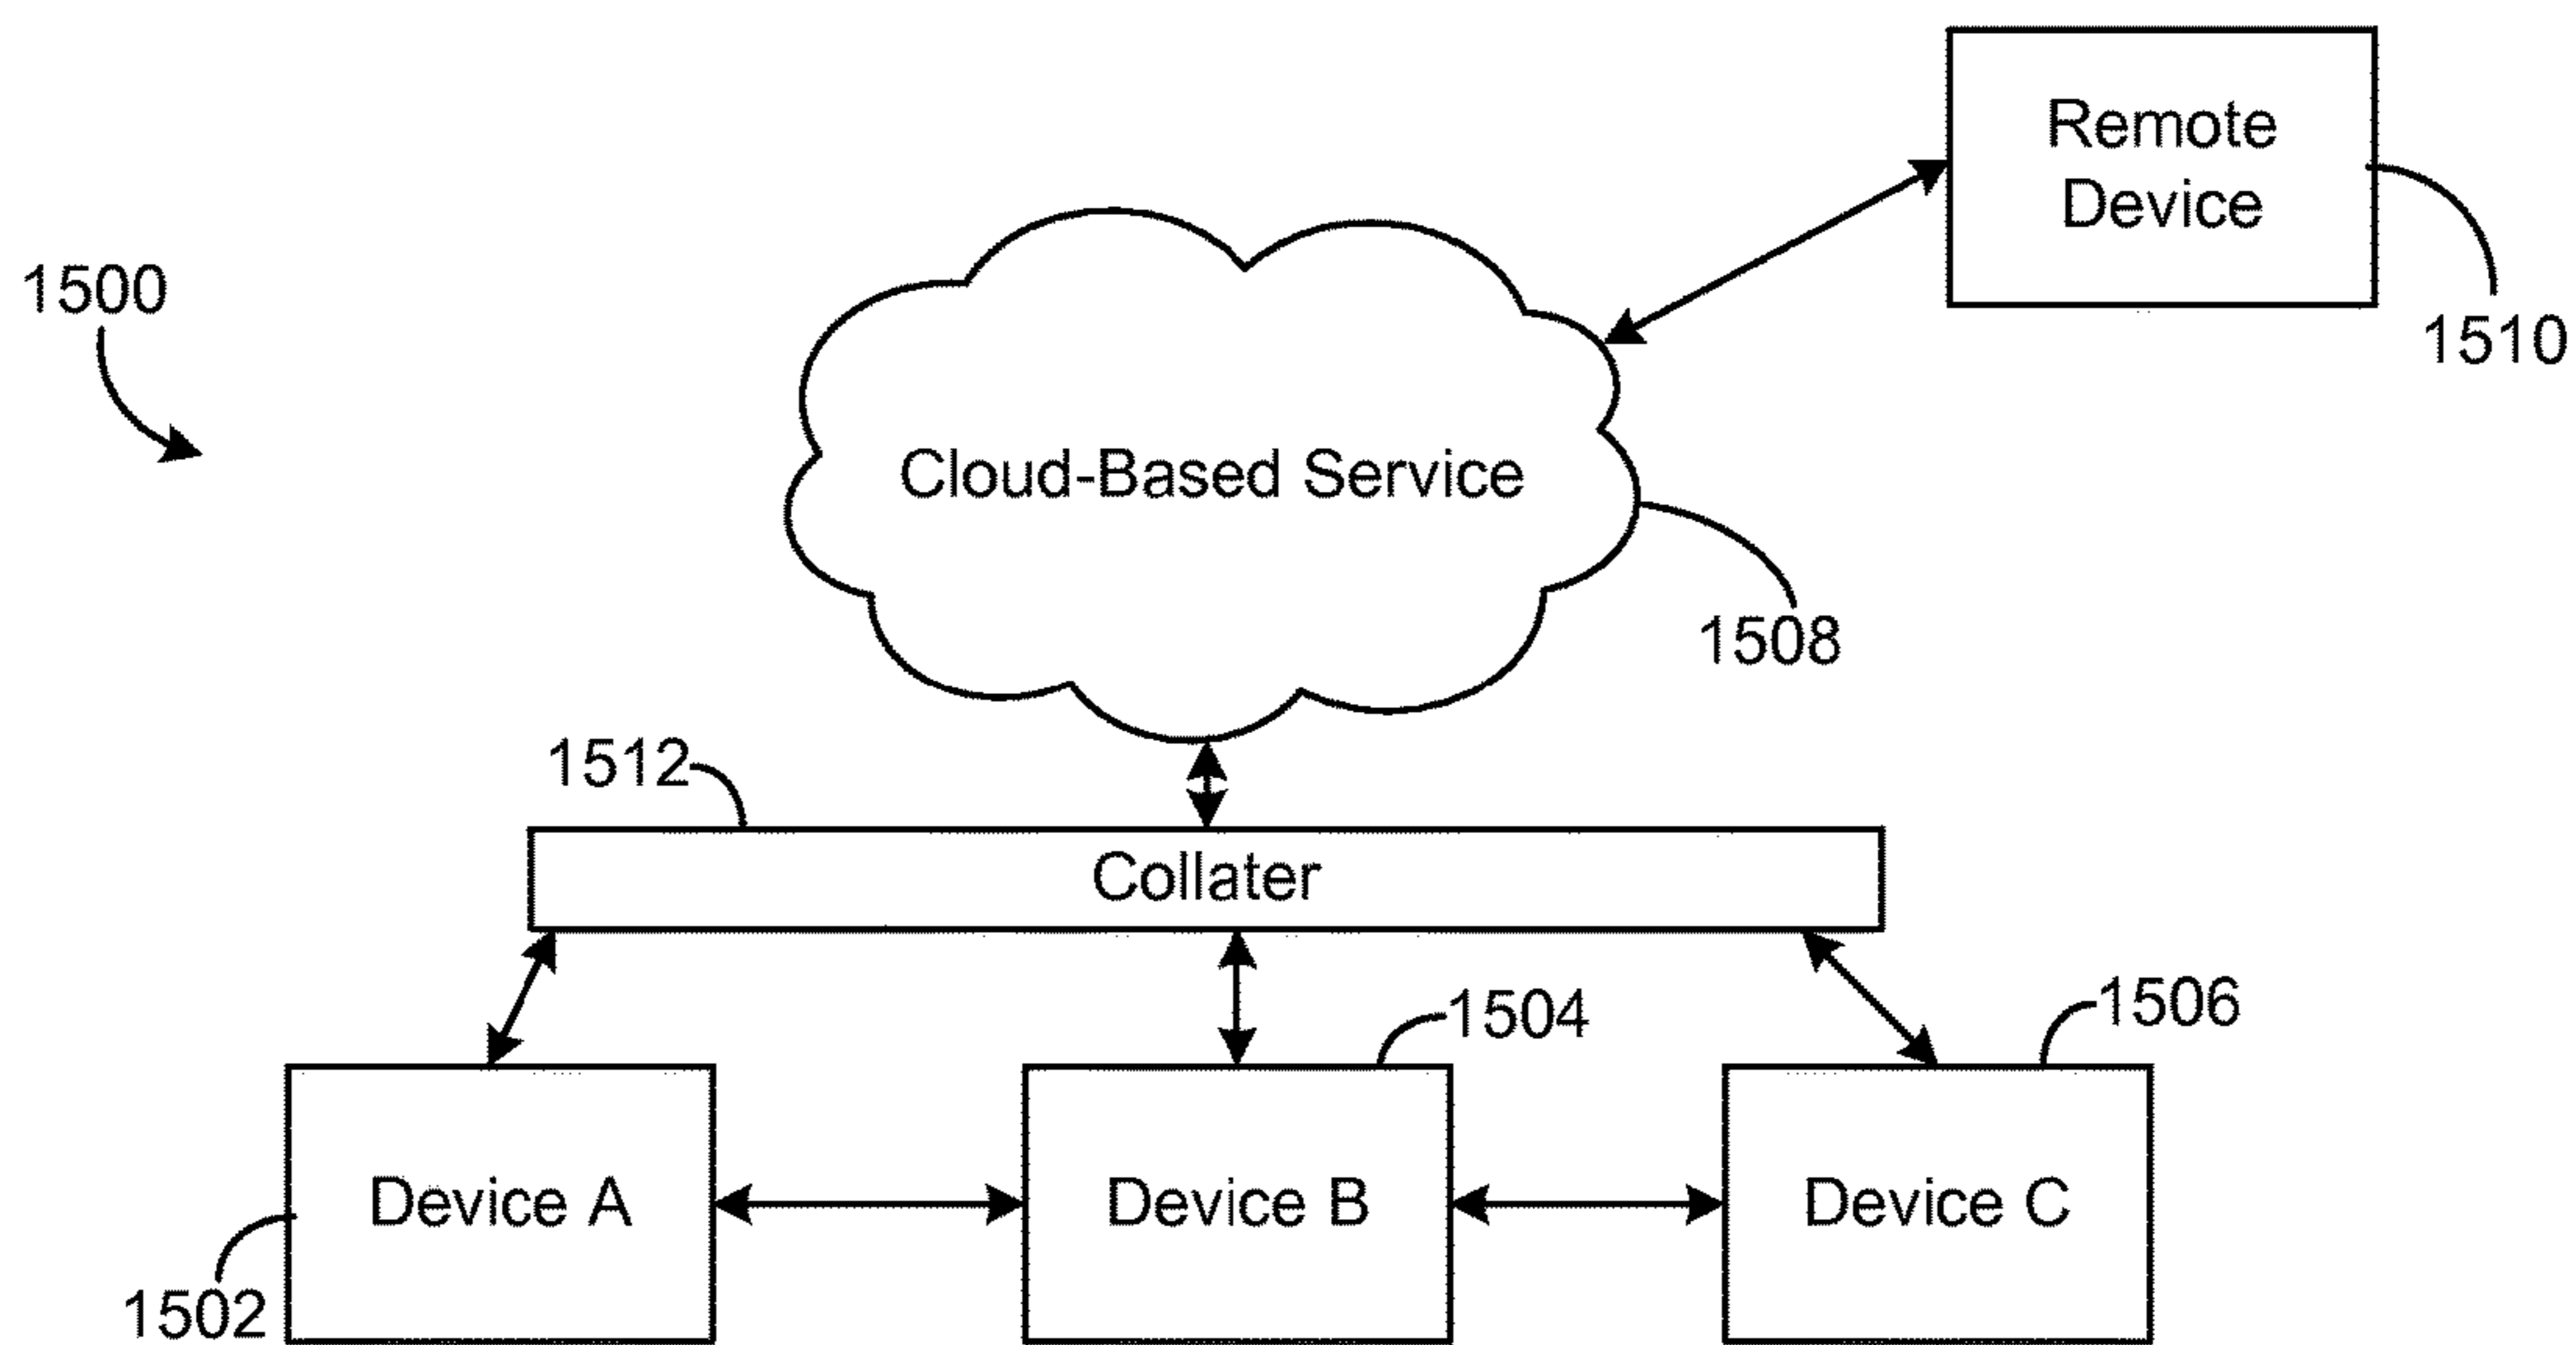 Remote
Device
1500
1510
Cloud-Based Service
1508
1512
Collater
1504
1506
Device A
Device B
Device C
1502